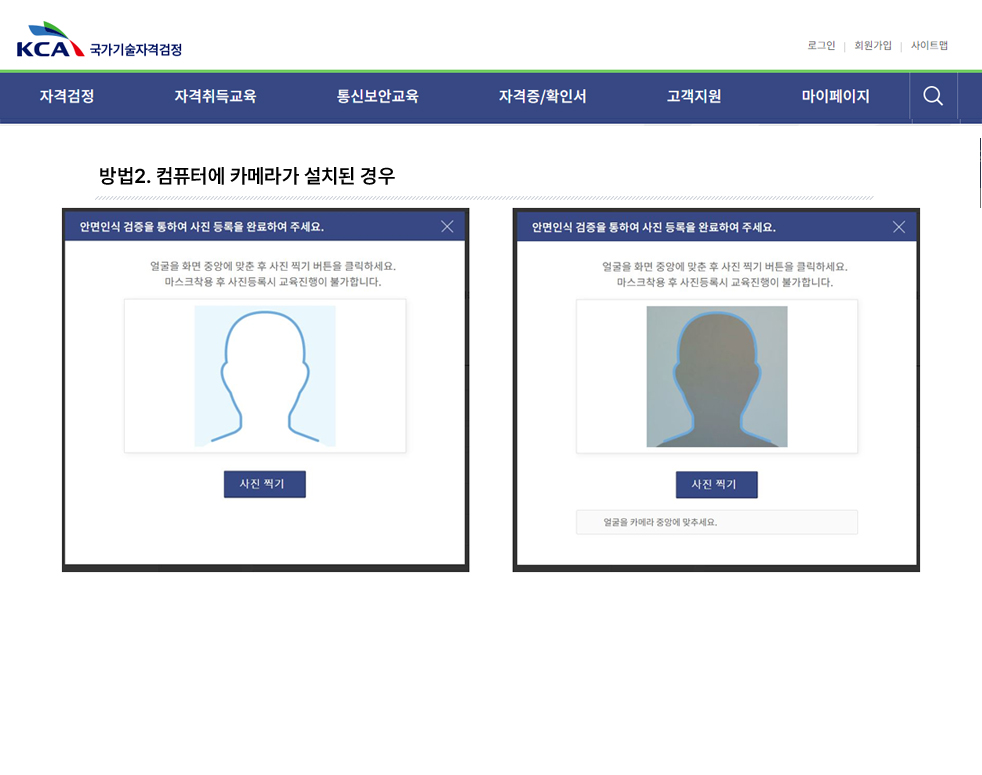 KCA 국가기술자격검정
로그인 | 회원가입 | 사이트맵
자격검정 자격취득교육 통신보안교육 자격증/확인서 고객지원 마이페이지
방법2. 컴퓨터에 카메라가 설치된 경우
안면인식 검증을 통하여 사진 등록을 완료하여 주세요.
얼굴을 화면 중앙에 맞춘 후 사진 찍기 버튼을 클릭하세요.
마스크착용 후 사진등록시 교육진행이 불가합니다.
사진 찍기
안면인식 검증을 통하여 사진 등록을 완료하여 주세요.
얼굴을 화면 중앙에 맞춘 후 사진 찍기 버튼을 클릭하세요.
마스크착용 후 사진등록시 교육진행이 불가합니다.
사진 찍기
얼굴을 카메라 중앙에 맞추세요.